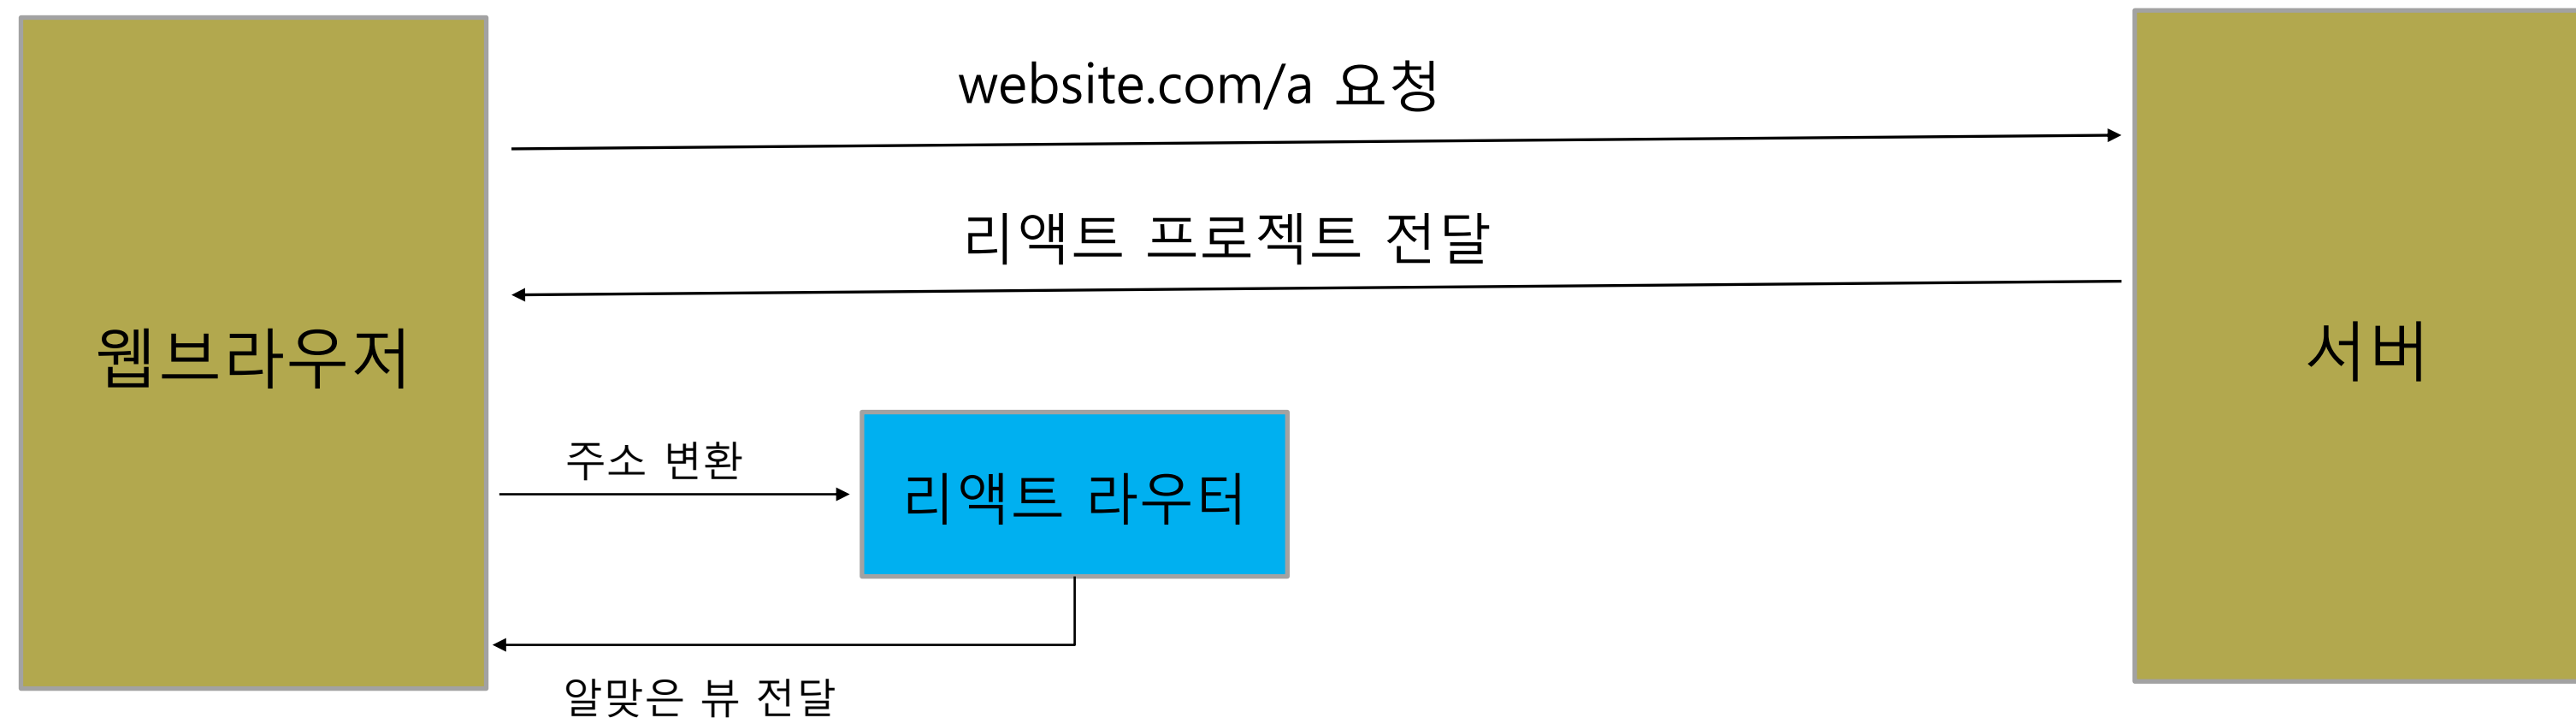 website.com/a 요청
리액트 프로젝트 전달
웹브라우저
서버
주소 변환
리액트 라우터
알맞은 뷰 전달